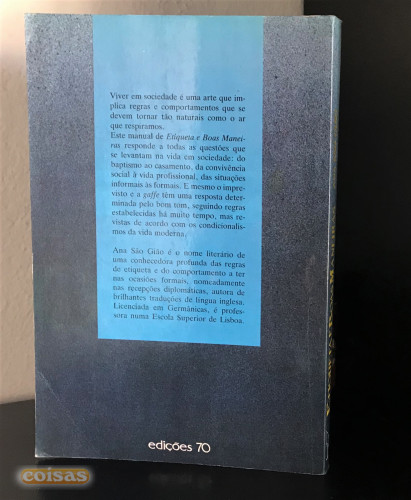 Viver em sociedade é uma arte que im-
plica regras e comportamentos que se
devem tornar tão naturais como o ar
que respiramos.
Este manual de Etiqueta e Boas Manei-
ras responde a todas as questões que
se levantam na vida em sociedade: do
baptismo ao casamento, da convivência
social à vida profissional, das situações
informais às formais. E mesmo o impre-
visto e a gaffe têm uma resposta deter-
minada pelo bom tom, seguindo regras
estabelecidas há muito tempo, mas re-
vistas de acordo com os condicionalis-
mos da vida moderna.
Ana São Gião é o nome literário de
uma conhecedora profunda das regras
de etiqueta e do comportamento a ter
nas ocasiões formais, nomeadamente
nas recepções diplomáticas, autora de
brilhantes traduções de língua inglesa.
Licenciada em Germânicas, é profes-
sora numa Escola Superior de Lisboa.
edições 70
coisas